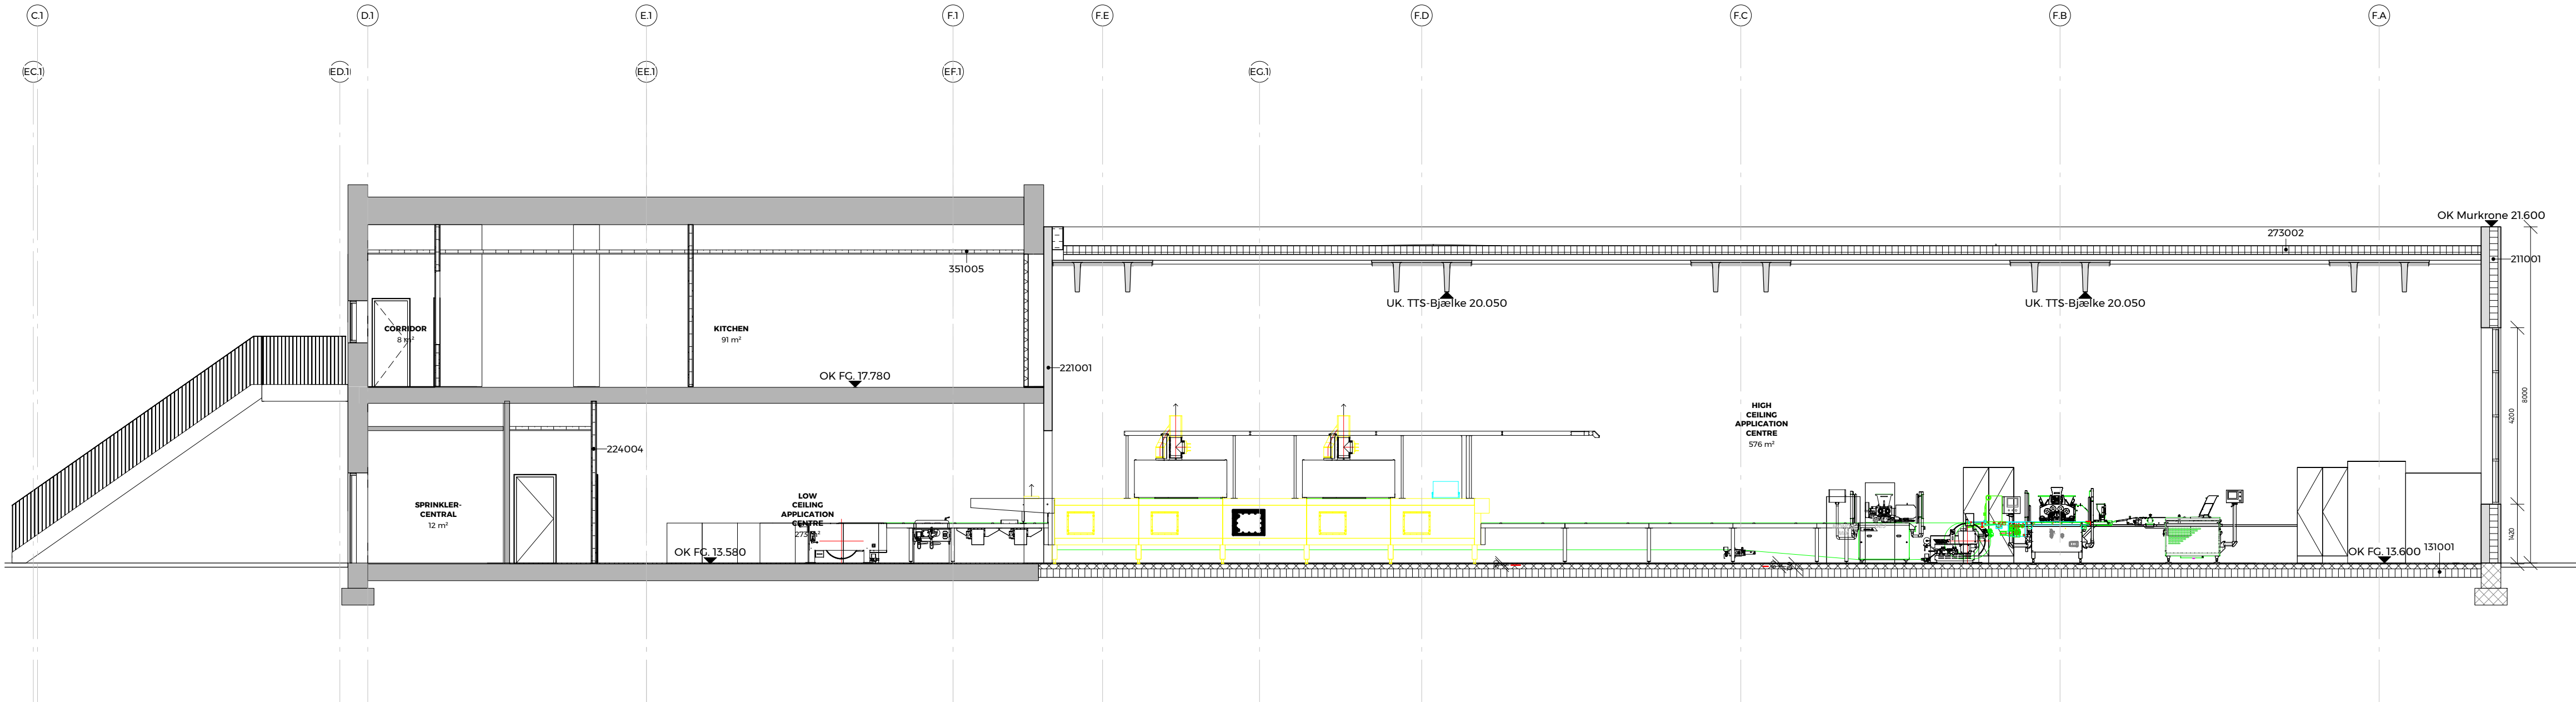 C.1
D.1
E.1
F.1
F.E
F.D
F.C
F.B
F.A
(EC.1)
(ED.1)
(EE.1)
(EF.1)
(EG.1)
OK Murkrone 21.600
273002
211001
351005
UK. TTS-Bjælke 20.050
UK. TTS-Bjælke 20.050
CORRIDOR
8 m²
KITCHEN
91 m²
221001
OK FG. 17.780
8000
4200
HIGH
CEILING
APPLICATION
CENTRE
576 m²
224004
SPRINKLER-
CENTRAL
12 m²
LOW
CEILING
APPLICATION
CENTRE
273 m²
1420
OK FG. 13.580
OK FG. 13.600
131001